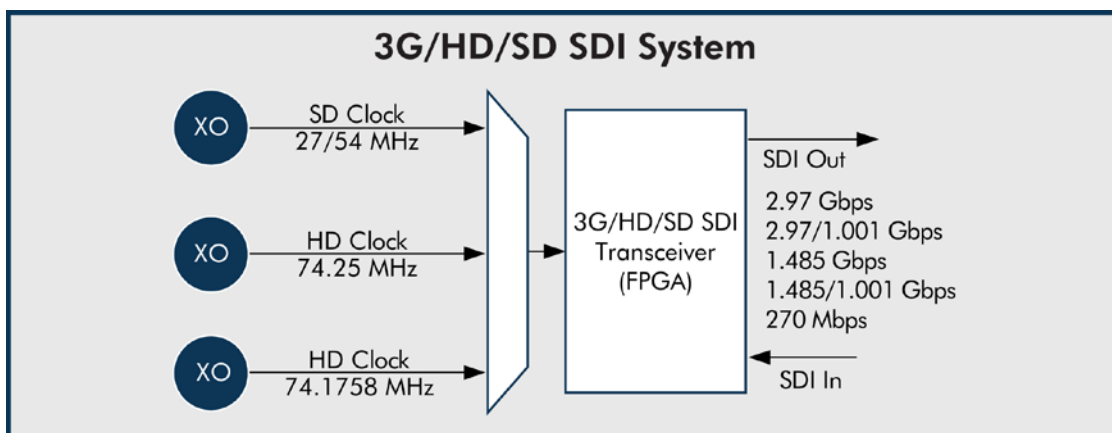 3G/HD/SD SDI System
XO
SD Clock
27/54 MHz
XO
HD Clock
74.25 MHz
XO
HD Clock
74.1758 MHz
3G/HD/SD SDI
Transceiver
(FPGA)
SDI Out
2.97 Gbps
2.97/1.001 Gbps
1.485 Gbps
1.485/1.001 Gbps
270 Mbps
SDI In